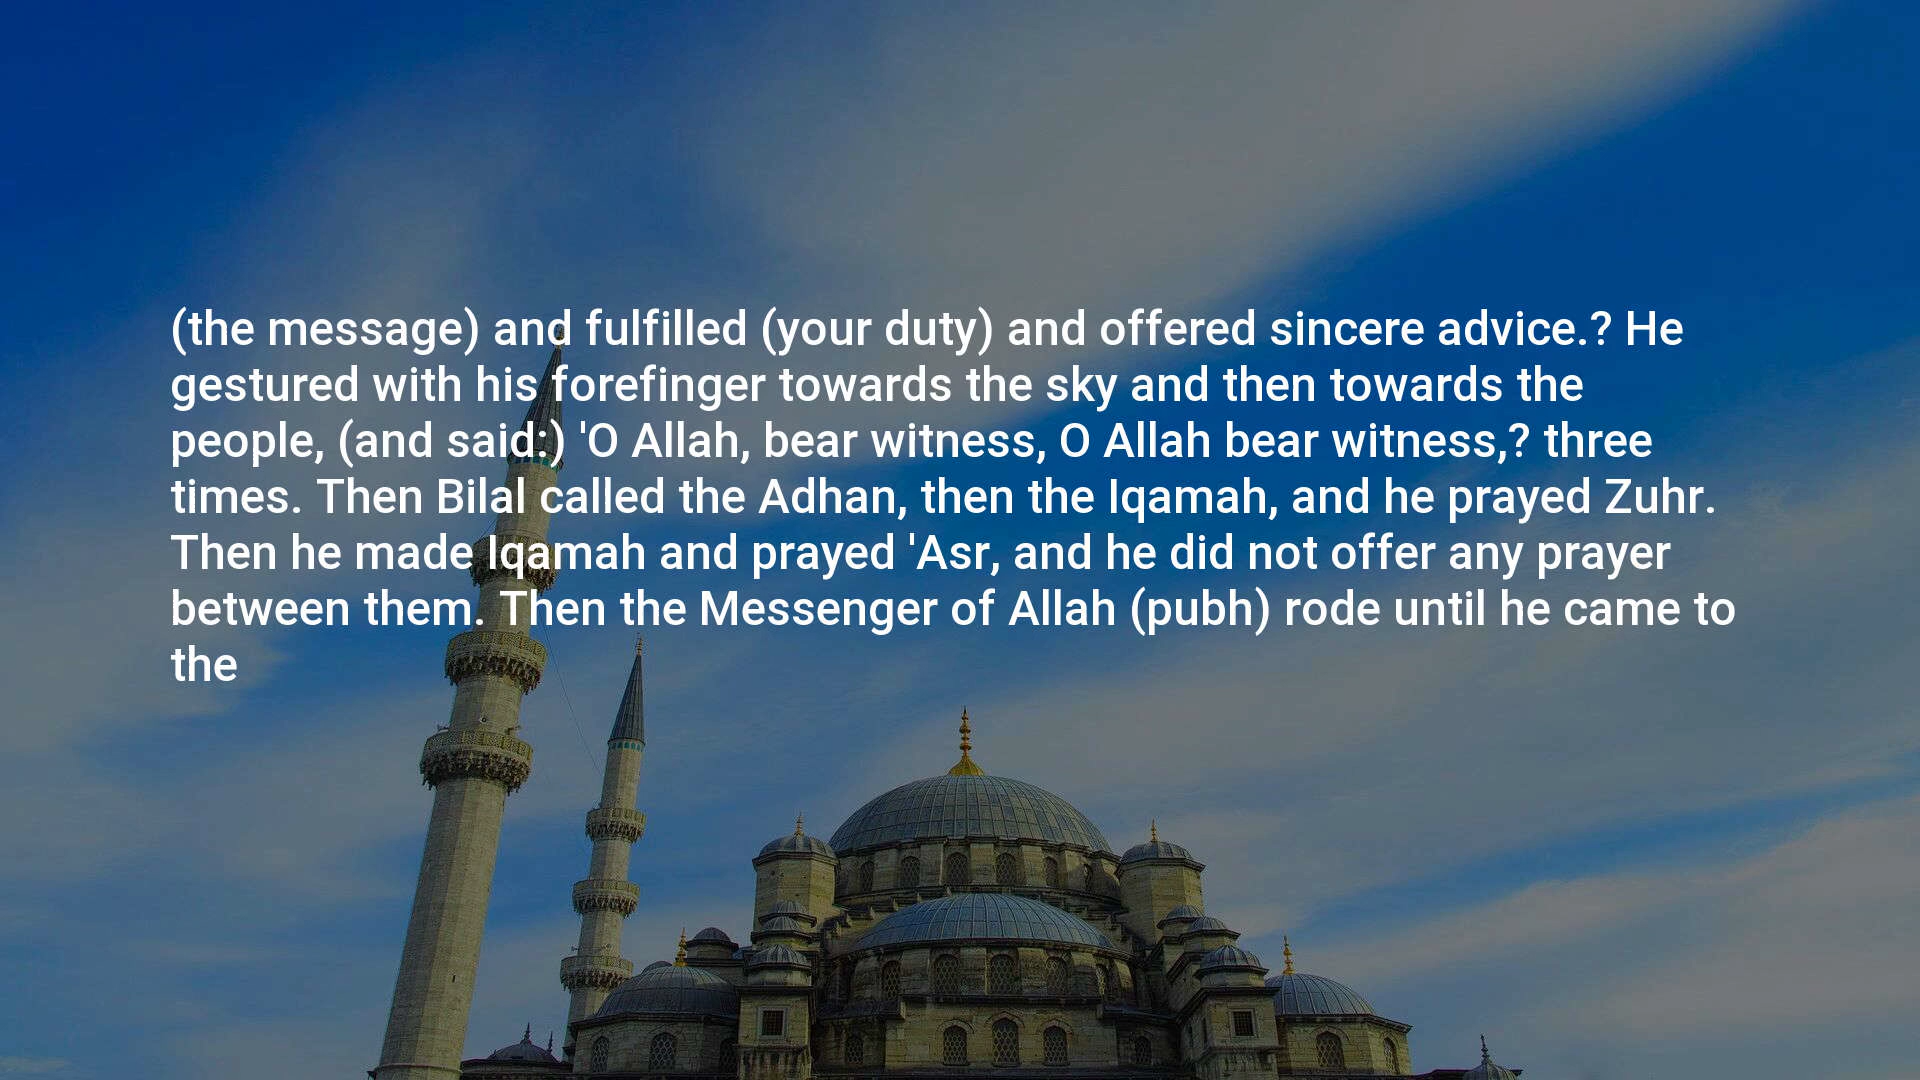 (the message) and fulfilled (your duty) and offered sincere advice.? He
gestured with his forefinger towards the sky and then towards the
people, (and said:) 'O Allah, bear witness, O Allah bear witness,? three
times. Then Bilal called the Adhan, then the Iqamah, and he prayed Zuhr.
Then he made Iqamah and prayed 'Asr, and he did not offer any prayer
between them. Then the Messenger of Allah (pubh) rode until he came to
the